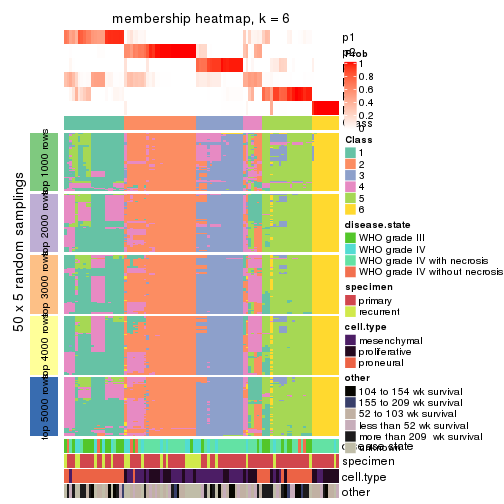 membership heatmap, k = 6
p1
p2
Prob
1
0.8
0.6
0.4
0.2
0
Class
Class
1
2
3
4
5
6
disease.state
WHO grade III
WHO grade IV
WHO grade IV with necrosis
WHO grade IV without necrosis
specimen
primary
recurrent
cell.type
mesenchymal
proliferative
proneural
other
104 to 154 wk survival
155 to 209 wk survival
52 to 103 wk survival
less than 52 wk survival
more than 209 wk survival
unknown
disease.state
specimen
cell.type
other
50 x 5 random samplings
top 1000 rows
top 2000 rows
top 3000 rows
top 4000 rows
top 5000 rows